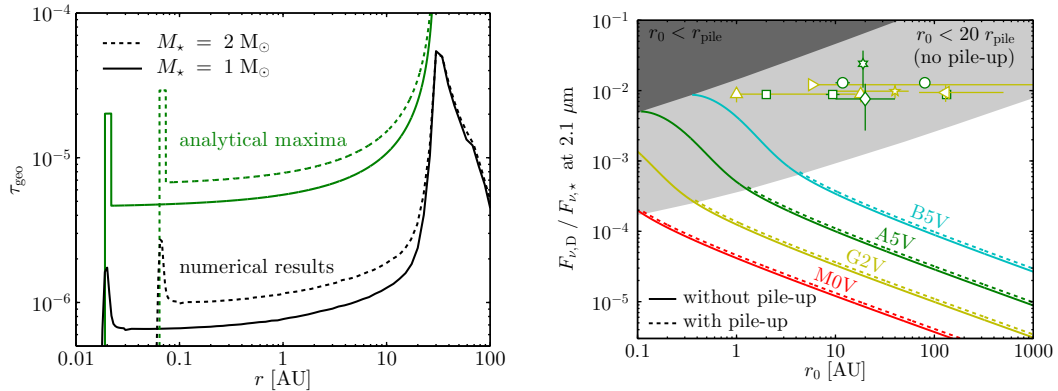 M⋆ = 2 M⊙
M⋆ = 1 M⊙
analytical maxima
numerical results
10⁻⁴
10⁻⁵
10⁻⁶
τgeo
0.01
0.1
1
10
100
r [AU]
r₀ < rpile
r₀ < 20 rpile
(no pile-up)
B5V
A5V
G2V
M0V
without pile-up
with pile-up
10⁻¹
10⁻²
10⁻³
10⁻⁴
10⁻⁵
Fν,D / Fν,⋆ at 2.1 μm
0.1
1
10
100
1000
r₀ [AU]